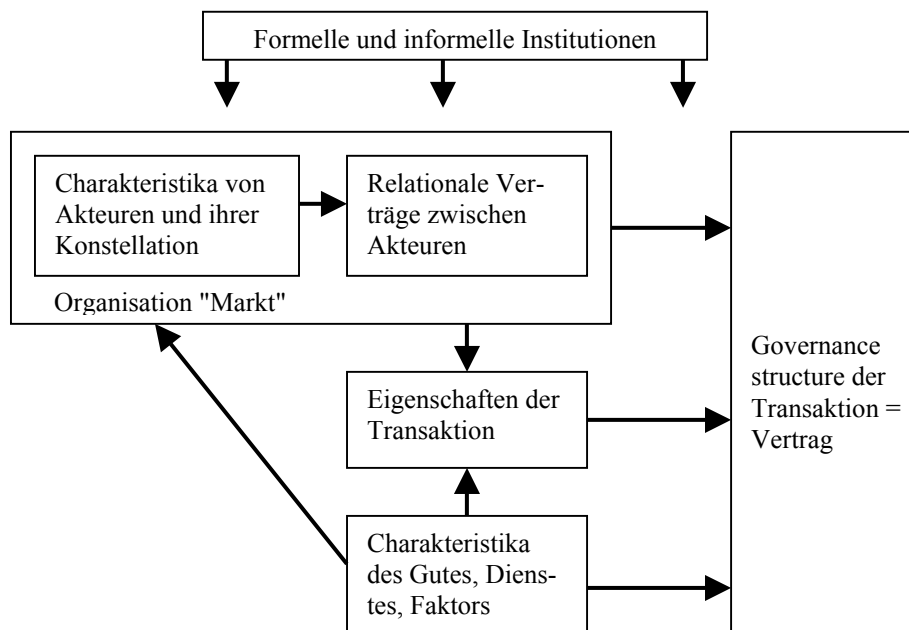 Formelle und informelle Institutionen
Charakteristika von
Akteuren und ihrer
Konstellation
Relationale Ver-
träge zwischen
Akteuren
Organisation "Markt"
Eigenschaften der
Transaktion
Governance
structure der
Transaktion =
Vertrag
Charakteristika
des Gutes, Diens-
tes, Faktors